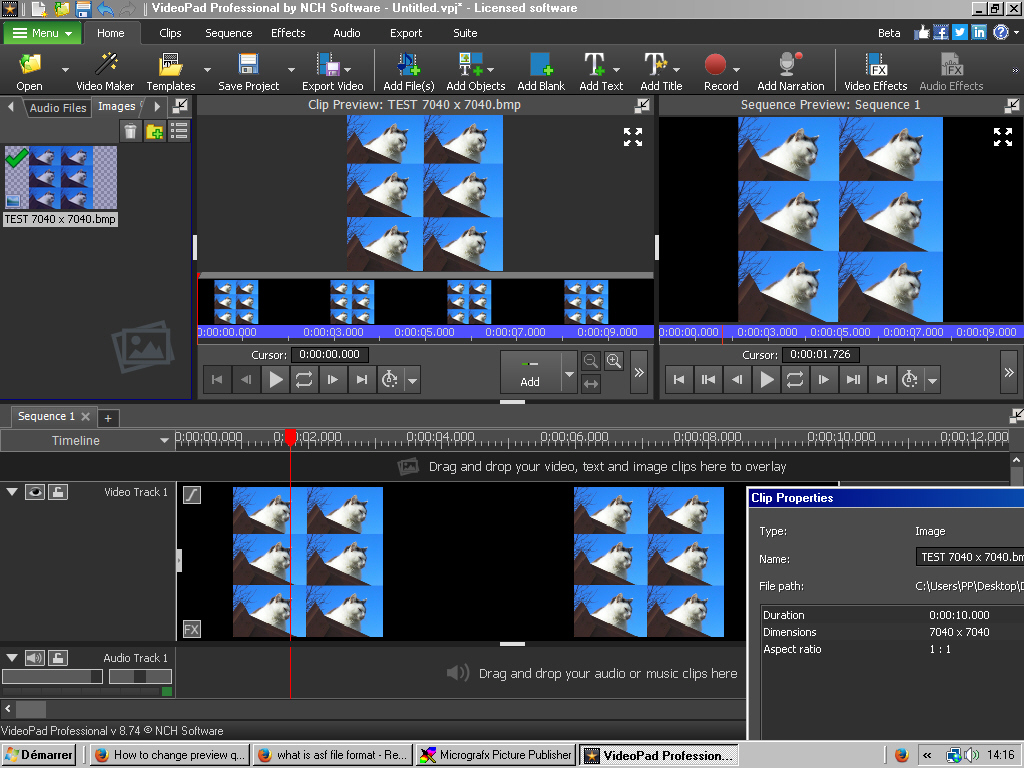 VideoPad Professional by NCH Software - Untitled.vpj* - Licensed software
Menu Home Clips Sequence Effects Audio Export Suite Beta
Open Video Maker Templates Save Project Export Video Add File(s) Add Objects Add Blank Add Text Add Title Record Add Narration Video Effects Audio Effects
Audio Files Images
Clip Preview: TEST 7040 x 7040.bmp
Sequence Preview: Sequence 1
TEST 7040 x 7040.bmp
0:00:00.000 0:00:03.000 0:00:05.000 0:00:07.000 0:00:09.000
0:00:00.000 0:00:03.000 0:00:05.000 0:00:07.000 0:00:09.000
Cursor: 0:00:00.000
Add
Cursor: 0:00:01.726
Sequence 1
Timeline
0:00:00.000 0:00:02.000 0:00:04.000 0:00:06.000 0:00:08.000 0:00:10.000 0:00:12.000
Drag and drop your video, text and image clips here to overlay
Video Track 1
FX
Clip Properties
Type: Image
Name: TEST 7040 x 7040.bm
File path: C:\Users\PP\Desktop\D
Duration 0:00:10.000
Dimensions 7040 x 7040
Aspect ratio 1 : 1
Audio Track 1
Drag and drop your audio or music clips here
VideoPad Professional v 8.74 © NCH Software
Démarrer How to change preview q... what is asf file format - Re... Micrografx Picture Publisher VideoPad Profession... 14:16